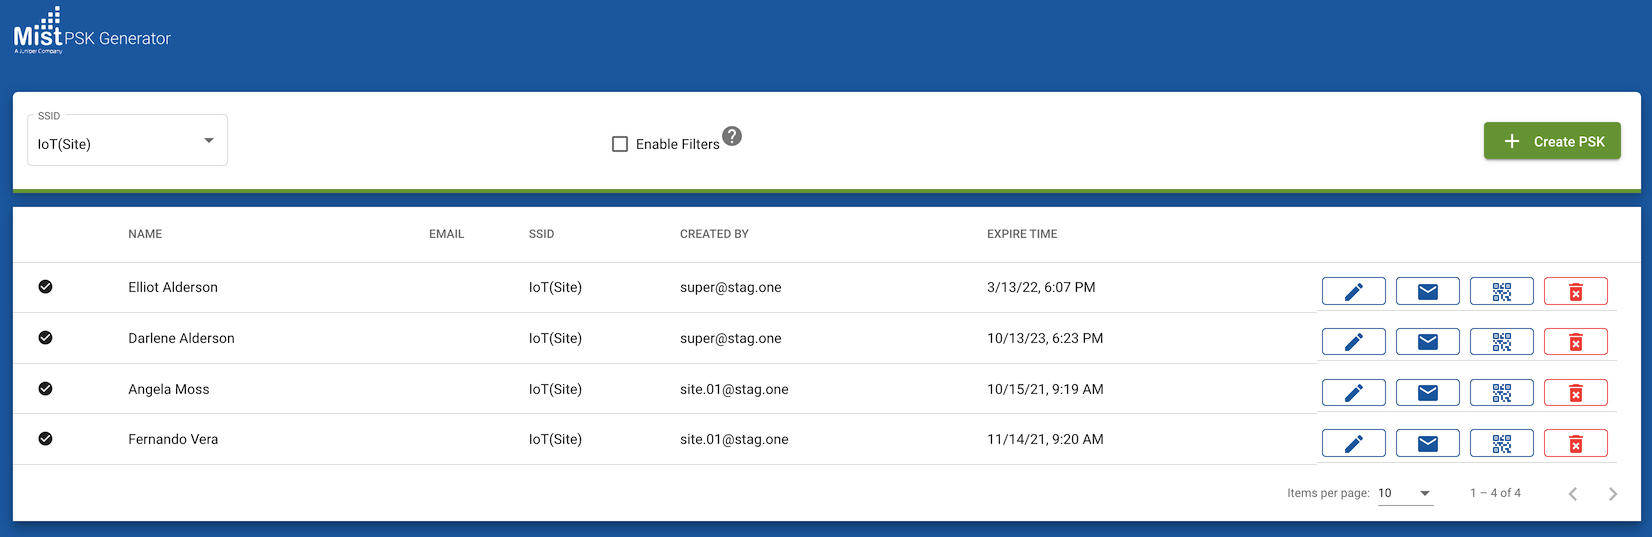 Mist PSK Generator
A Juniper Company
SSID
IoT(Site)
Enable Filters ?
Create PSK
NAME EMAIL SSID CREATED BY EXPIRE TIME
Elliot Alderson IoT(Site) super@stag.one 3/13/22, 6:07 PM
Darlene Alderson IoT(Site) super@stag.one 10/13/23, 6:23 PM
Angela Moss IoT(Site) site.01@stag.one 10/15/21, 9:19 AM
Fernando Vera IoT(Site) site.01@stag.one 11/14/21, 9:20 AM
Items per page: 10 1 – 4 of 4